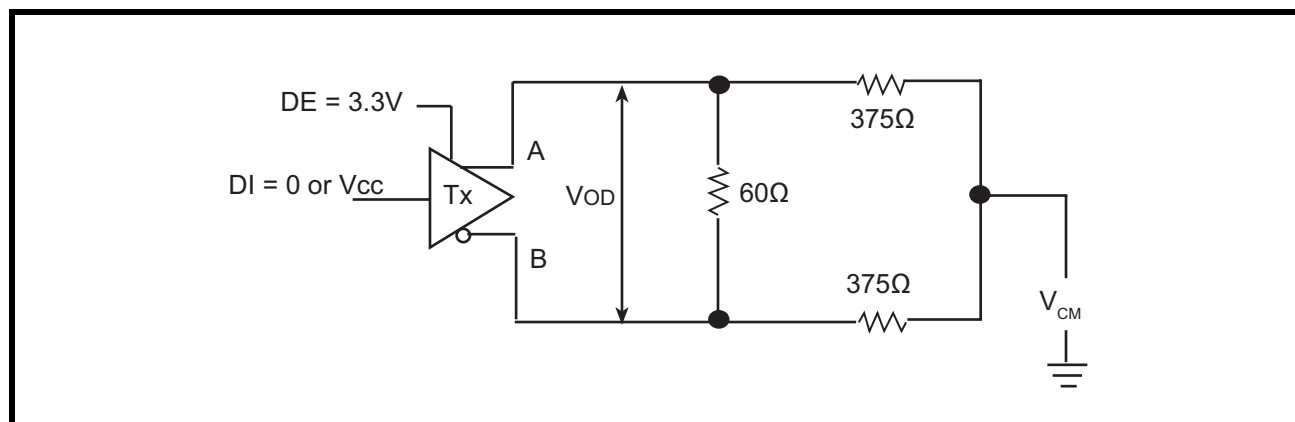 DE = 3.3V
A
375Ω
DI = 0 or Vcc
Tx
VOD
60Ω
B
375Ω
VCM